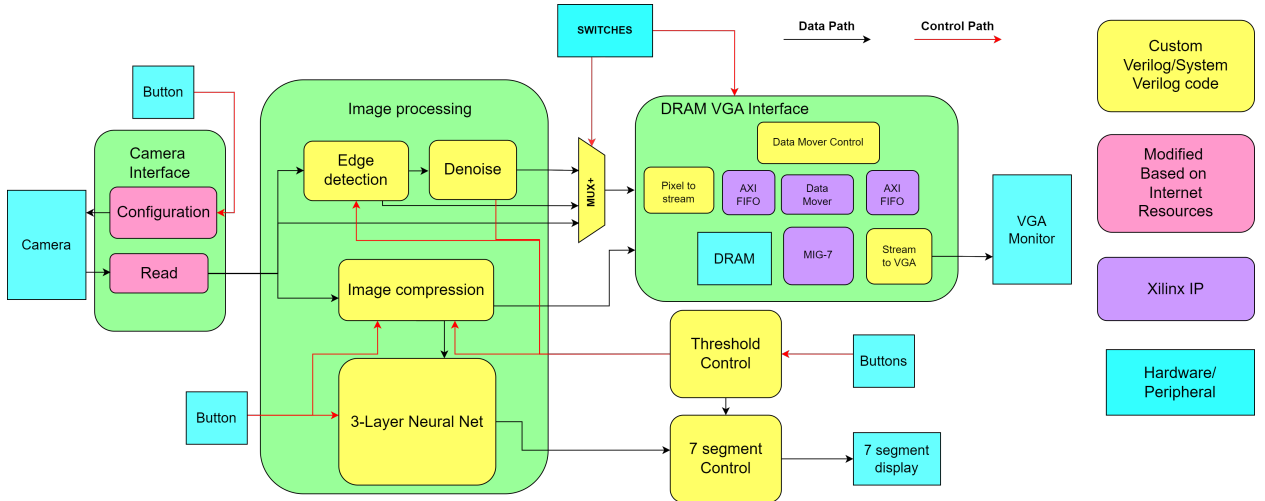 SWITCHES
Data Path
Control Path
Custom
Verilog/System
Verilog code
Button
Image processing
DRAM VGA Interface
Camera
Interface
Edge
detection
Denoise
MUX+
Data Mover Control
Pixel to
stream
AXI
FIFO
Data
Mover
AXI
FIFO
Modified
Based on
Internet
Resources
Configuration
Camera
Read
DRAM
MIG-7
Stream
to VGA
VGA
Monitor
Image compression
Xilinx IP
Threshold
Control
Buttons
Hardware/
Peripheral
Button
3-Layer Neural Net
7 segment
Control
7 segment
display